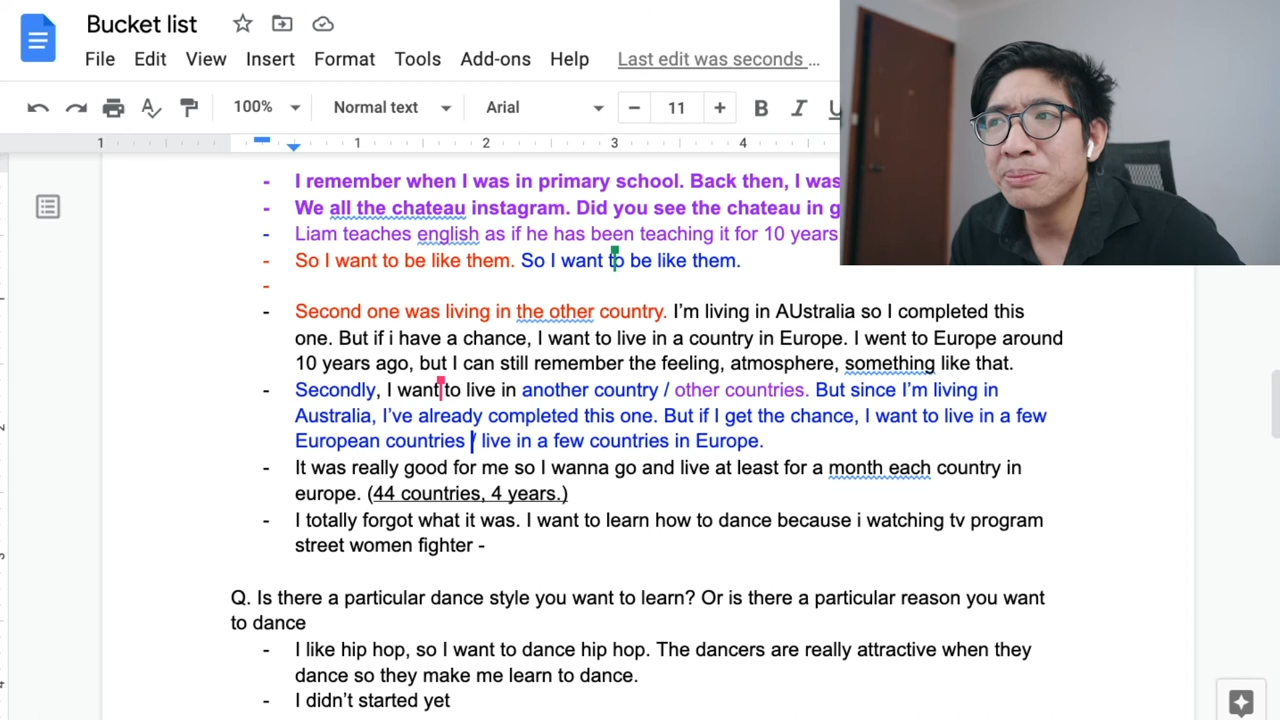 Bucket list
File Edit View Insert Format Tools Add-ons Help Last edit was seconds ...
100% Normal text Arial 11 B I U
1 1 2 3 4
- I remember when I was in primary school. Back then, I was
- We all the chateau instagram. Did you see the chateau in g
- Liam teaches english as if he has been teaching it for 10 years
- So I want to be like them. So I want to be like them.
-
- Second one was living in the other country. I'm living in AUstralia so I completed this
one. But if i have a chance, I want to live in a country in Europe. I went to Europe around
10 years ago, but I can still remember the feeling, atmosphere, something like that.
- Secondly, I want to live in another country / other countries. But since I'm living in
Australia, I've already completed this one. But if I get the chance, I want to live in a few
European countries / live in a few countries in Europe.
- It was really good for me so I wanna go and live at least for a month each country in
europe. (44 countries, 4 years.)
- I totally forgot what it was. I want to learn how to dance because i watching tv program
street women fighter -
Q. Is there a particular dance style you want to learn? Or is there a particular reason you want
to dance
- I like hip hop, so I want to dance hip hop. The dancers are really attractive when they
dance so they make me learn to dance.
- I didn't started yet